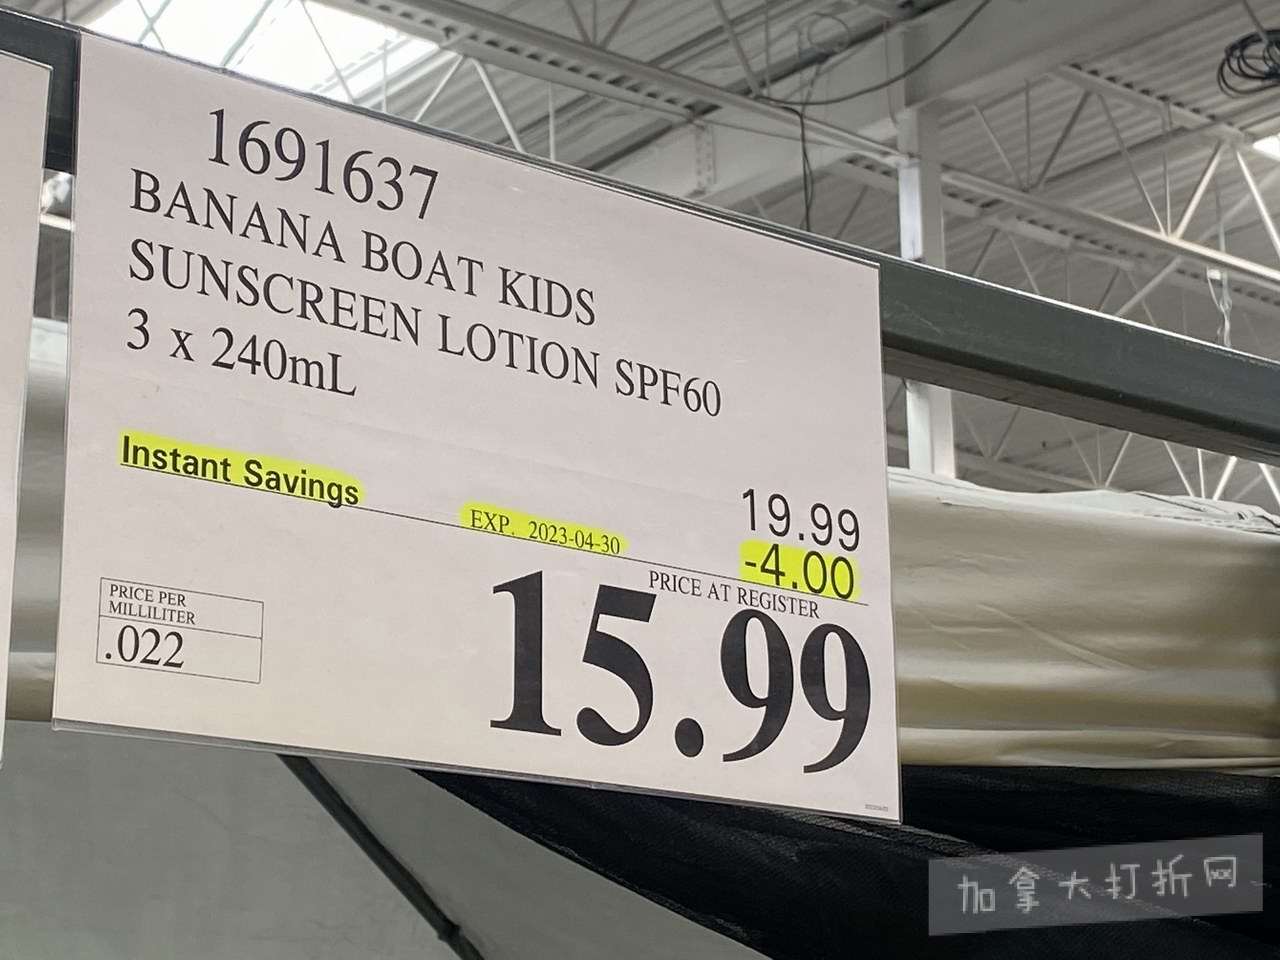 1691637
BANANA BOAT KIDS
SUNSCREEN LOTION SPF60
3 x 240mL
Instant Savings
EXP. 2023-04-30
19.99
-4.00
PRICE AT REGISTER
15.99
PRICE PER
MILLILITER
.022
加拿大打折网